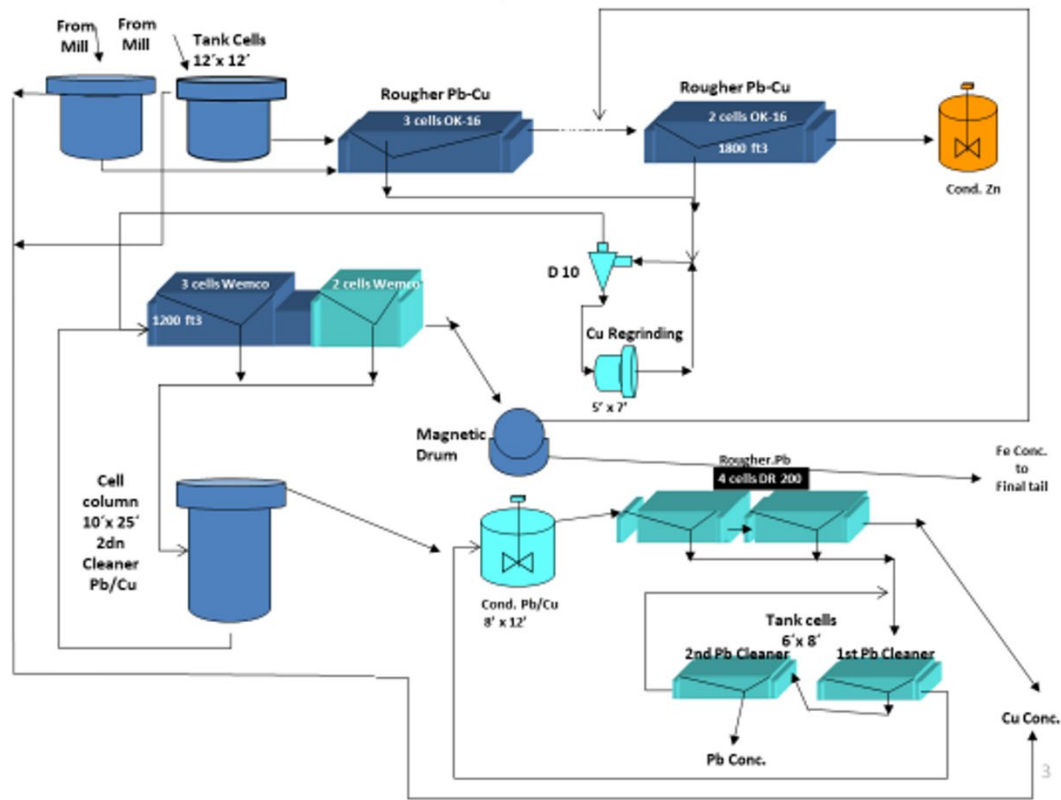 From
Mill
From
Mill
Tank Cells
12´x 12´
Rougher Pb-Cu
3 cells OK-16
Rougher Pb-Cu
2 cells OK-16
1800 ft3
Cond. Zn
D 10
3 cells Wemco
2 cells Wemco
1200 ft3
Cu Regrinding
5’ x 7’
Magnetic
Drum
Fe Conc.
to
Final tail
Rougher.Pb
4 cells DR 200
Cell
column
10´x 25´
2dn
Cleaner
Pb/Cu
Cond. Pb/Cu
8’ x 12’
Tank cells
6´x 8´
2nd Pb Cleaner
1st Pb Cleaner
Pb Conc.
Cu Conc.
3